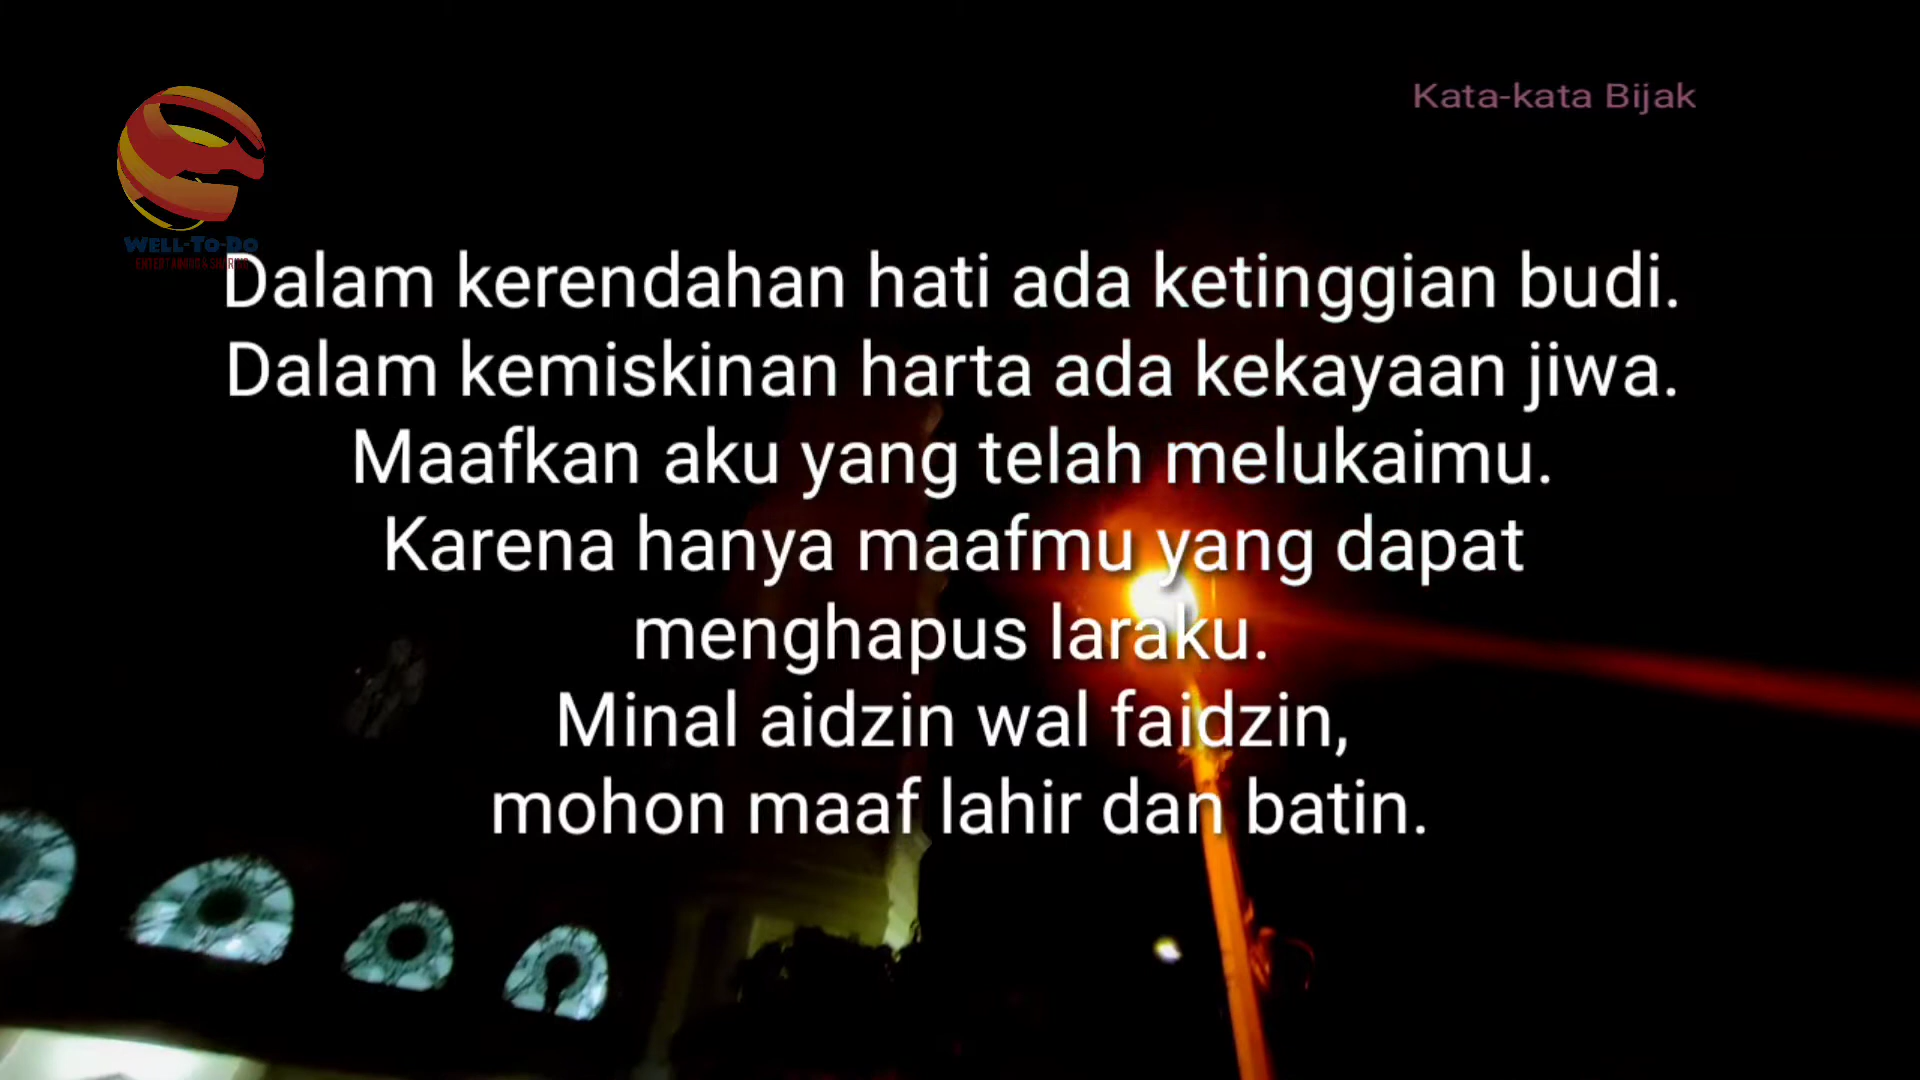 Kata-kata Bijak
WELL-TO-DO
Dalam kerendahan hati ada ketinggian budi.
Dalam kemiskinan harta ada kekayaan jiwa.
Maafkan aku yang telah melukaimu.
Karena hanya maafmu yang dapat
menghapus laraku.
Minal aidzin wal faidzin,
mohon maaf lahir dan batin.